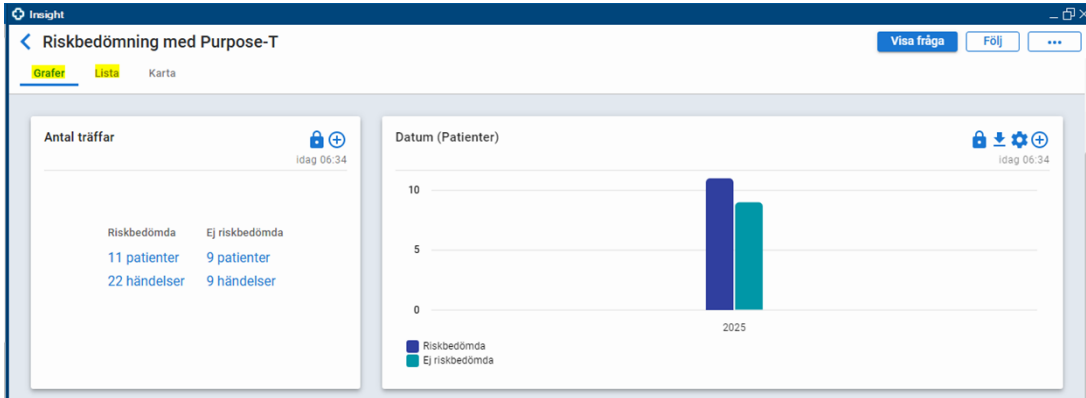 Insight
Riskbedömning med Purpose-T
Visa fråga
Följ
Grafer
Lista
Karta
Antal träffar
idag 06:34
Riskbedömda
Ej riskbedömda
11 patienter
9 patienter
22 händelser
9 händelser
Datum (Patienter)
idag 06:34
10
5
0
2025
Riskbedömda
Ej riskbedömda